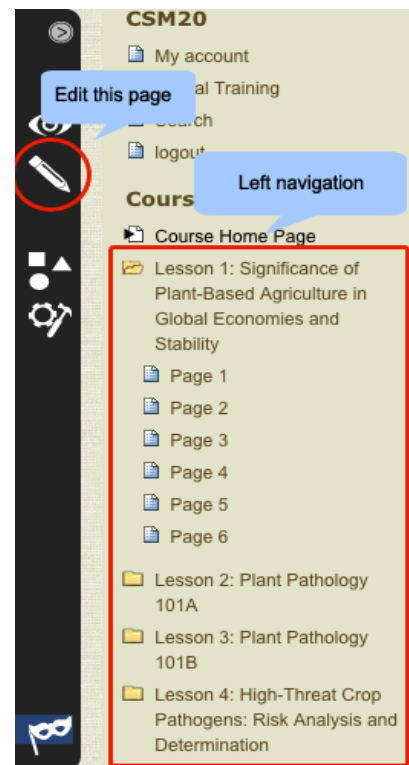 CSM20
My account
al Training
Edit this page
Search
logout
Left navigation
Cours
Course Home Page
Lesson 1: Significance of
Plant-Based Agriculture in
Global Economies and
Stability
Page 1
Page 2
Page 3
Page 4
Page 5
Page 6
Lesson 2: Plant Pathology
101A
Lesson 3: Plant Pathology
101B
Lesson 4: High-Threat Crop
Pathogens: Risk Analysis and
Determination